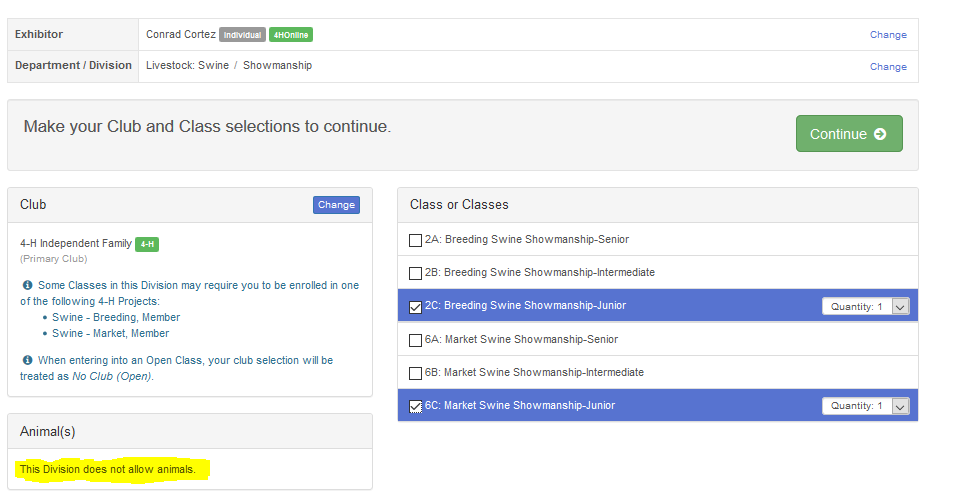 Exhibitor Conrad Cortez Individual 4HOnline Change
Department / Division Livestock: Swine / Showmanship Change
Make your Club and Class selections to continue.
Continue
Club Change
4-H Independent Family 4-H
(Primary Club)
Some Classes in this Division may require you to be enrolled in one
of the following 4-H Projects:
• Swine - Breeding, Member
• Swine - Market, Member
When entering into an Open Class, your club selection will be
treated as No Club (Open).
Animal(s)
This Division does not allow animals.
Class or Classes
2A: Breeding Swine Showmanship-Senior
2B: Breeding Swine Showmanship-Intermediate
2C: Breeding Swine Showmanship-Junior Quantity: 1
6A: Market Swine Showmanship-Senior
6B: Market Swine Showmanship-Intermediate
6C: Market Swine Showmanship-Junior Quantity: 1